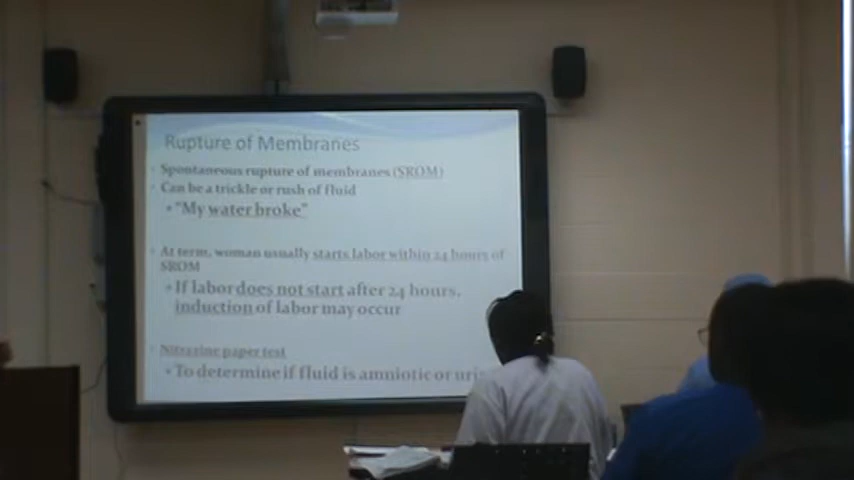 Rupture of Membranes
Spontaneous rupture of membranes (SROM)
Can be a trickle or rush of fluid
• "My water broke"
At term, woman usually starts labor within 24 hours of
SROM
• If labor does not start after 24 hours,
induction of labor may occur
Nitrazine paper test
• To determine if fluid is amniotic or